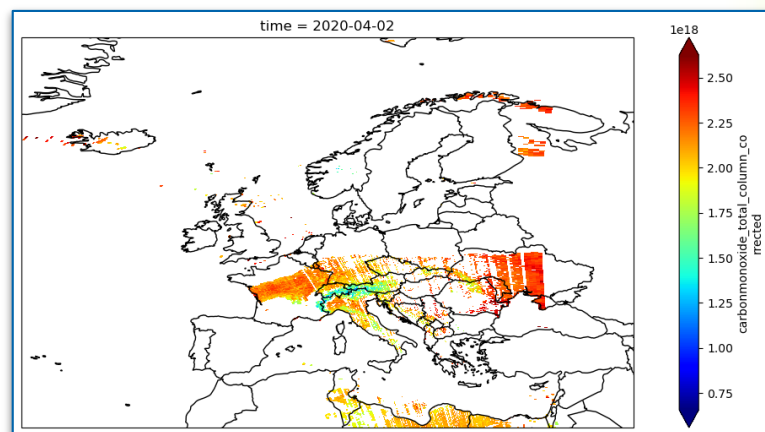 time = 2020-04-02
1e18
2.50
2.25
2.00
1.75
1.50
1.25
1.00
0.75
carbonmonoxide_total_column_co
rrected